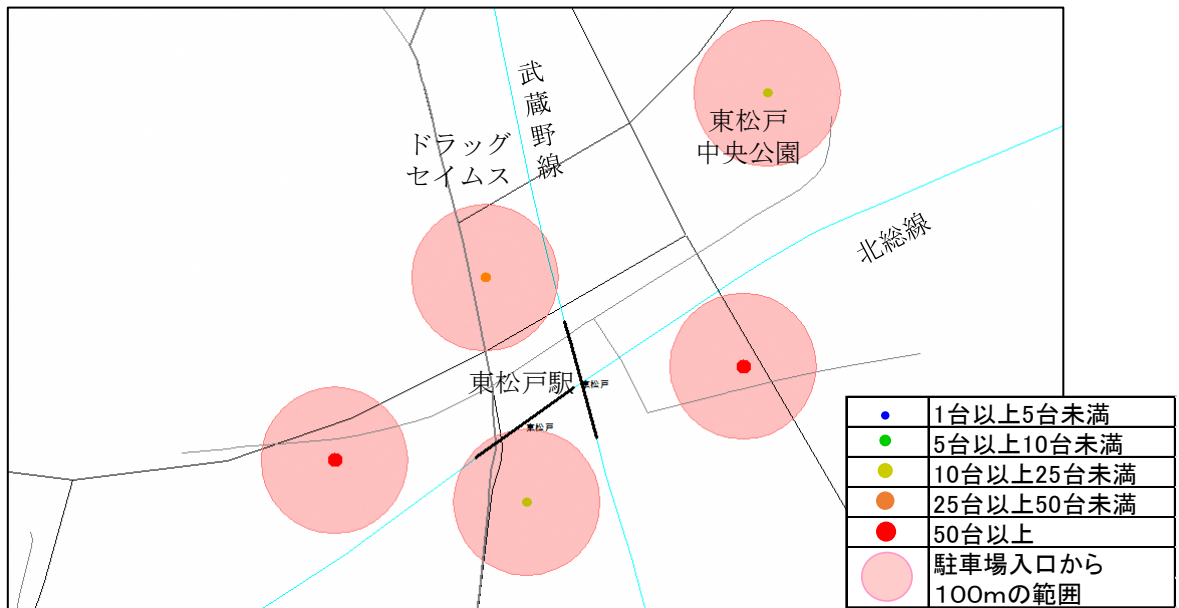 武蔵野線
ドラッグ
セイムス
東松戸
中央公園
北総線
東松戸駅
東松戸
東松戸
1台以上5台未満
5台以上10台未満
10台以上25台未満
25台以上50台未満
50台以上
駐車場入口から
100mの範囲